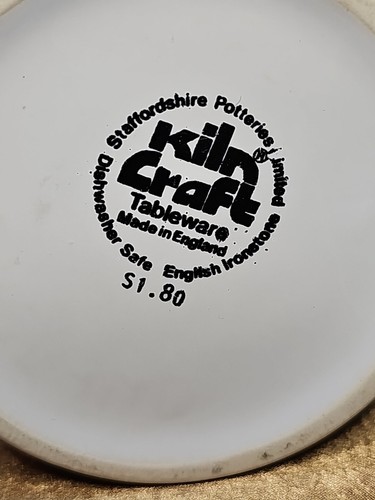 Staffordshire Potteries Limited
Kiln
Craft
®
Tableware
Made in England
Dishwasher Safe English Ironstone
S1.80